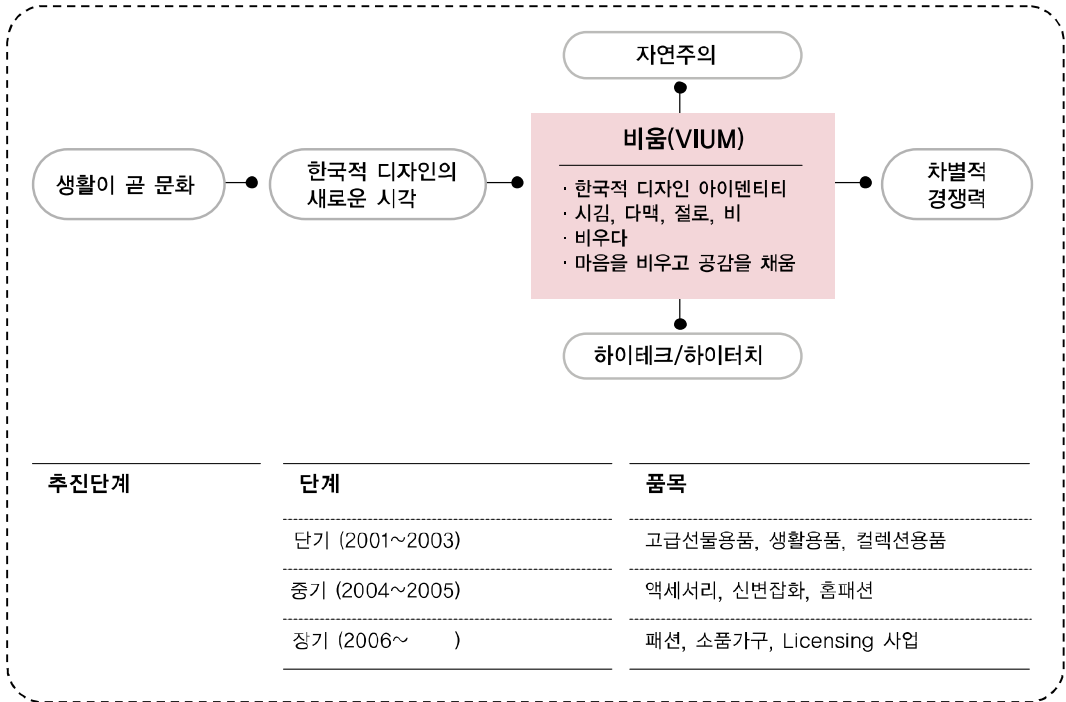 자연주의
생활이 곧 문화
한국적 디자인의
새로운 시각
비움(VIUM)
· 한국적 디자인 아이덴티티
· 시김, 다맥, 절로, 비
· 비우다
· 마음을 비우고 공감을 채움
차별적
경쟁력
하이테크/하이터치
추진단계 단계 품목
단기 (2001~2003) 고급선물용품, 생활용품, 컬렉션용품
중기 (2004~2005) 액세서리, 신변잡화, 홈패션
장기 (2006~ ) 패션, 소품가구, Licensing 사업